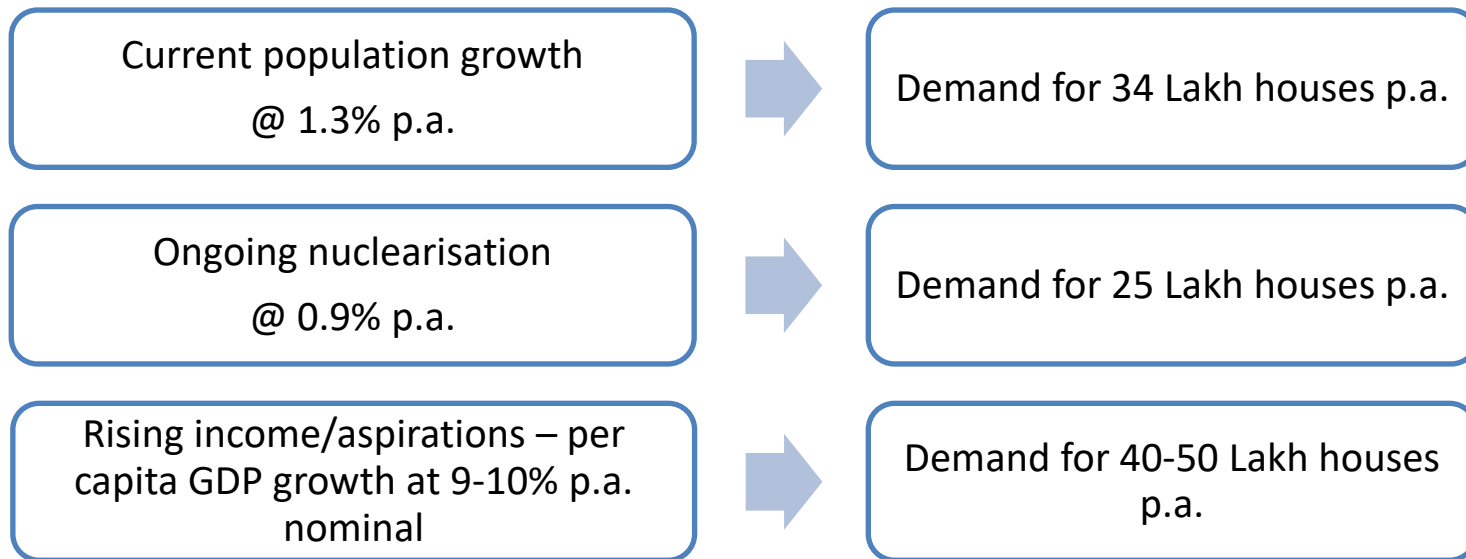 Current population growth
@ 1.3% p.a.
Demand for 34 Lakh houses p.a.
Ongoing nuclearisation
@ 0.9% p.a.
Demand for 25 Lakh houses p.a.
Rising income/aspirations – per
capita GDP growth at 9-10% p.a.
nominal
Demand for 40-50 Lakh houses
p.a.